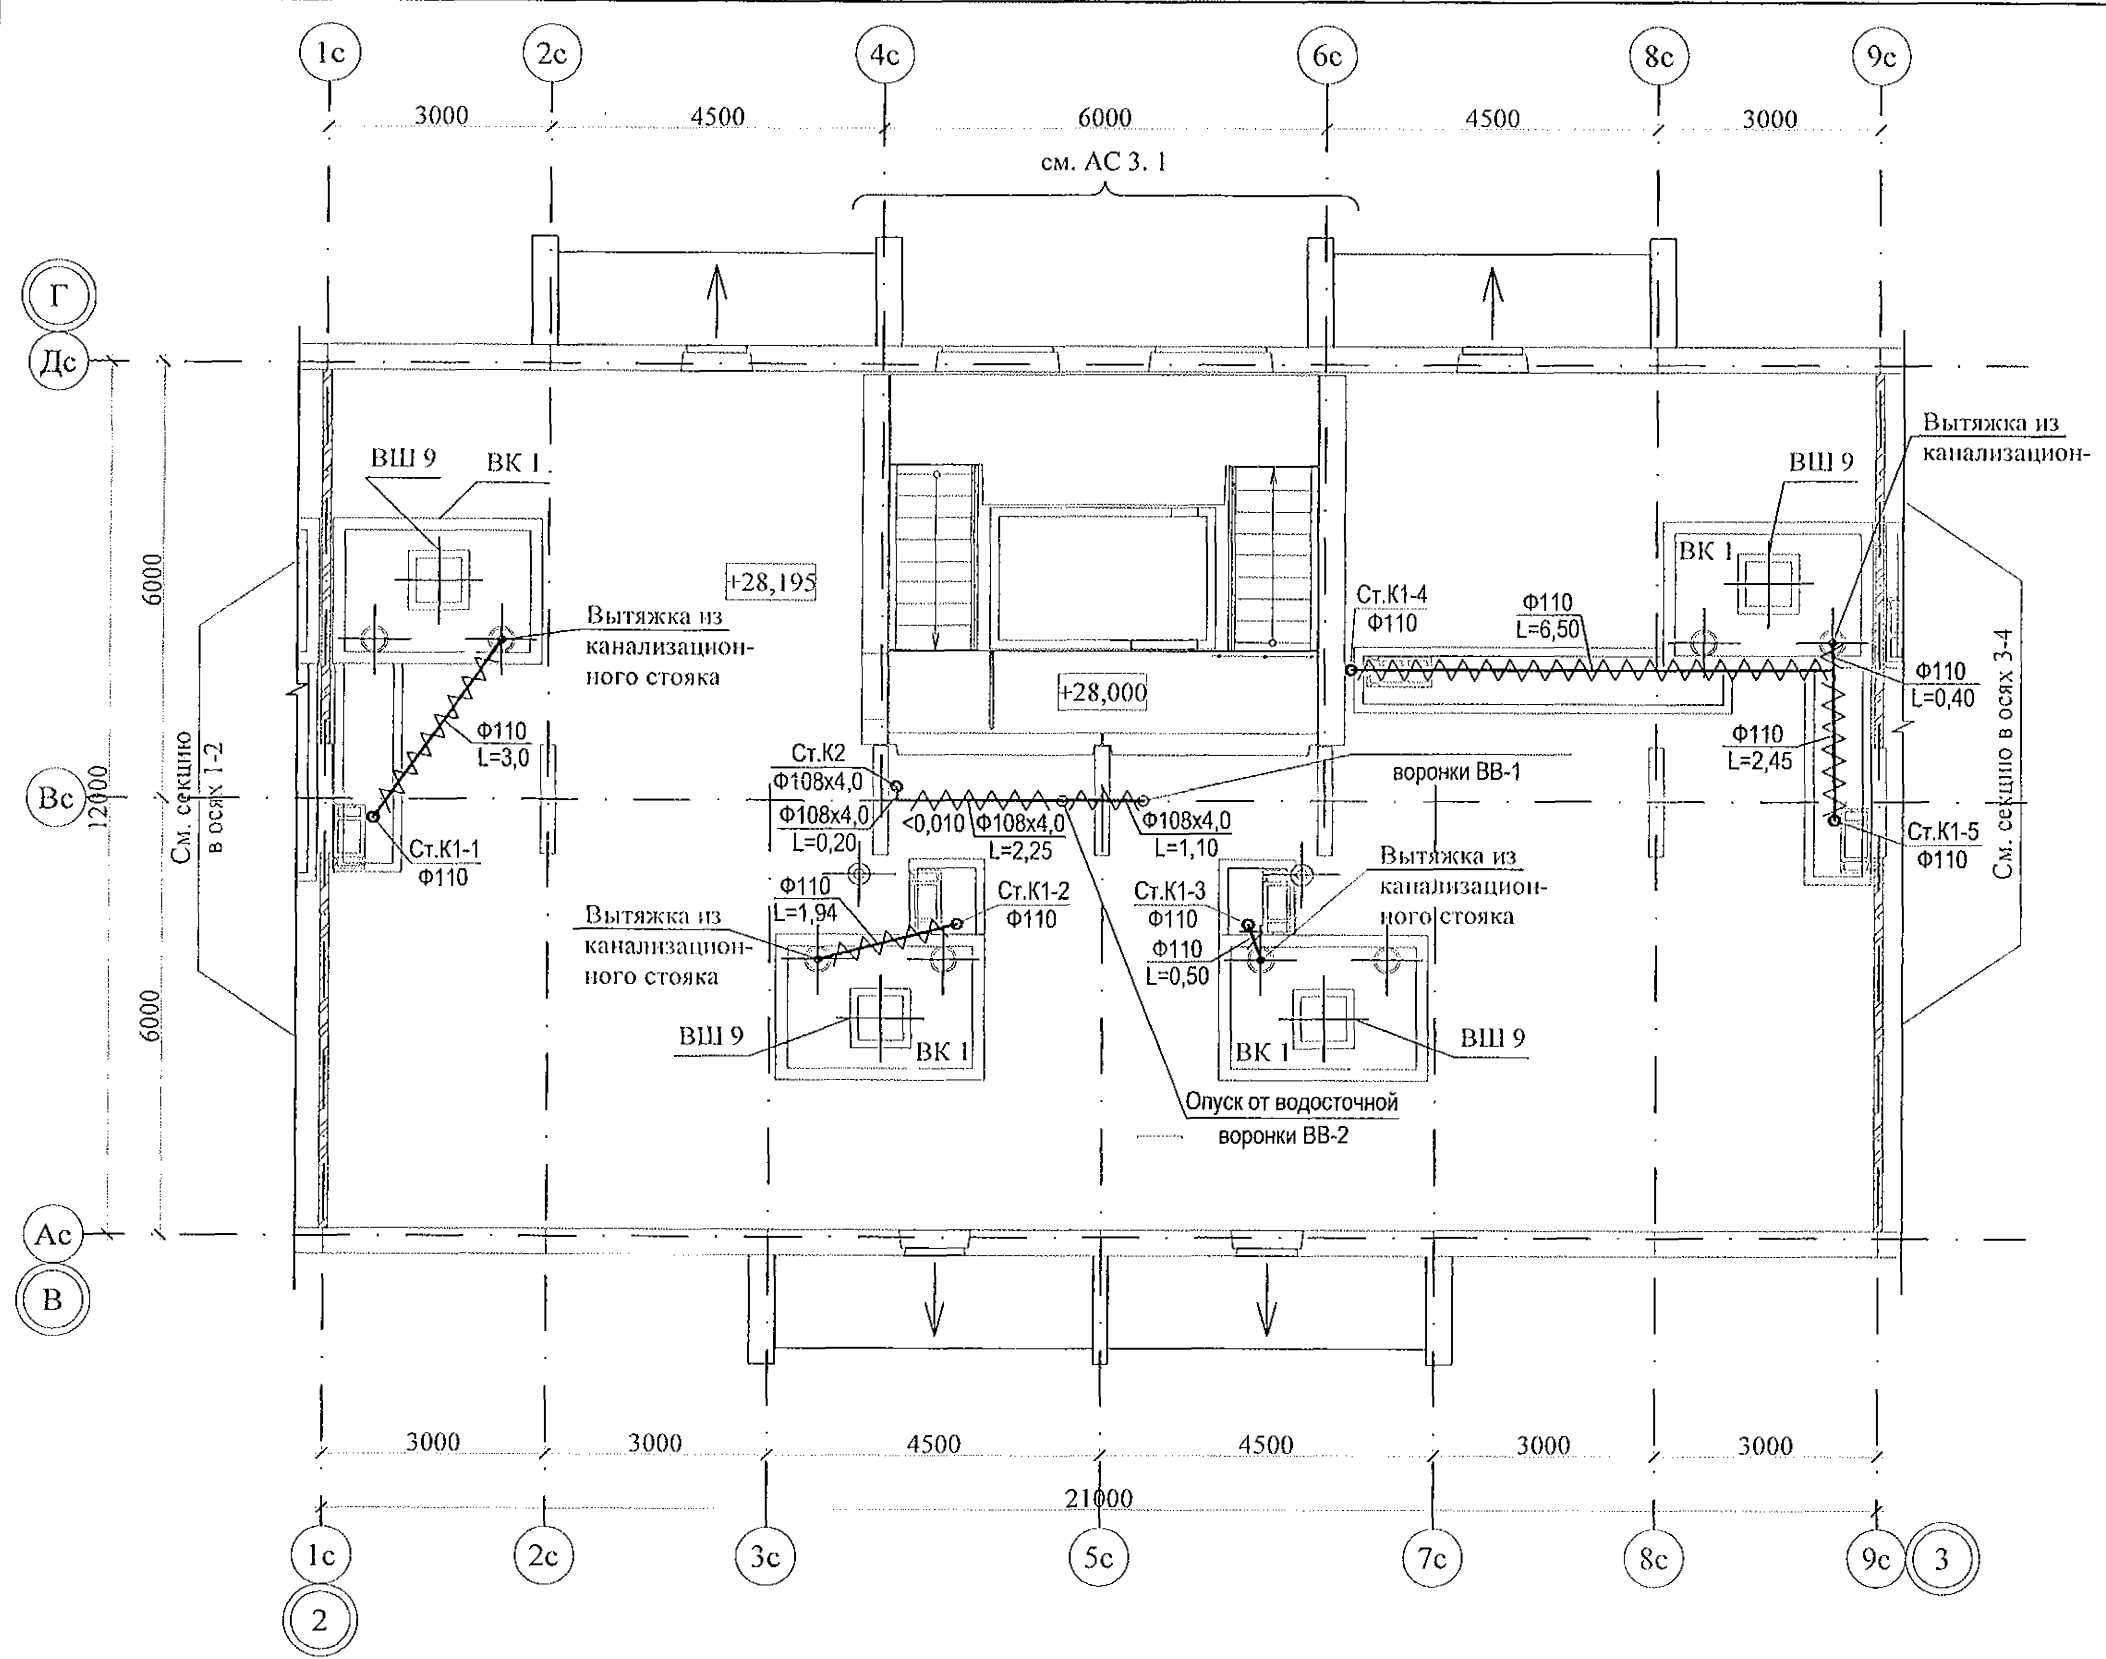 1с 2с 4с 6с 8с 9с
3000 4500 6000 4500 3000
см. АС 3. 1
Г
Дс
Вытяжка из
канализацион-
ВШ 9
ВК 1
ВШ 9
ВК 1
6000
+28,195
Вытяжка из
канализацион-
ного стояка
Ст.К1-4
Ф110
Ф110
L=6,50
Ф110
L=0,40
+28,000
Ф110
L=3,0
Ф110
L=2,45
См. секцию
в осях 1-2
См. секцию в осях 3-4
Вс
12000
Ст.К2
Ф108х4,0
воронки ВВ-1
Ф108х4,0
L=0,20
<0,010
Ф108х4,0
L=2,25
Ф108х4,0
L=1,10
Ст.К1-5
Ф110
Ст.К1-1
Ф110
Вытяжка из
канализацион-
ного стояка
Ф110
L=1,94
Ст.К1-2
Ф110
Ст.К1-3
Ф110
Ф110
L=0,50
Вытяжка из
канализацион-
ного стояка
6000
ВШ 9
ВК 1
ВК 1
ВШ 9
Опуск от водосточной
воронки ВВ-2
Ас
В
3000 3000 4500 4500 3000 3000
21000
1с 2с 3с 5с 7с 8с 9с 3
2